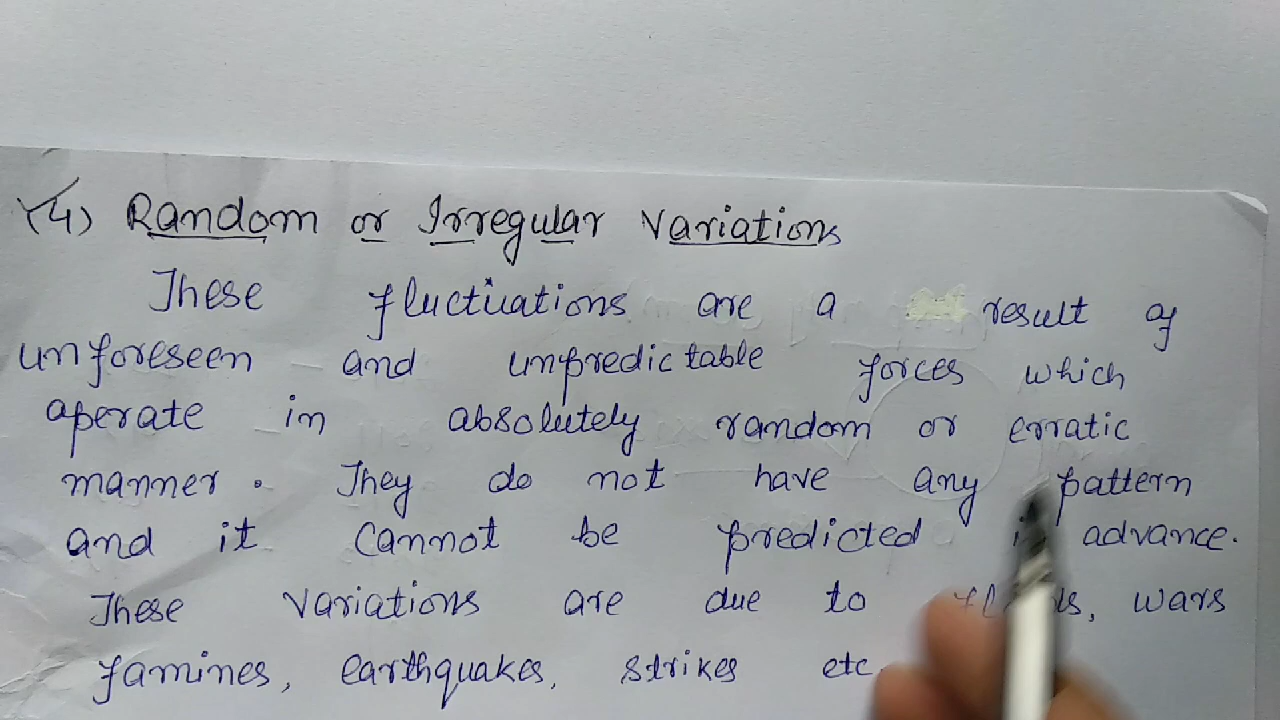 (4) Random or Irregular Variations
These fluctuations are a result of
unforeseen and unpredictable forces which
operate in absolutely random or erratic
manner. They do not have any pattern
and it cannot be predicted advance.
These variations are due to wars
famines, earthquakes, strikes etc